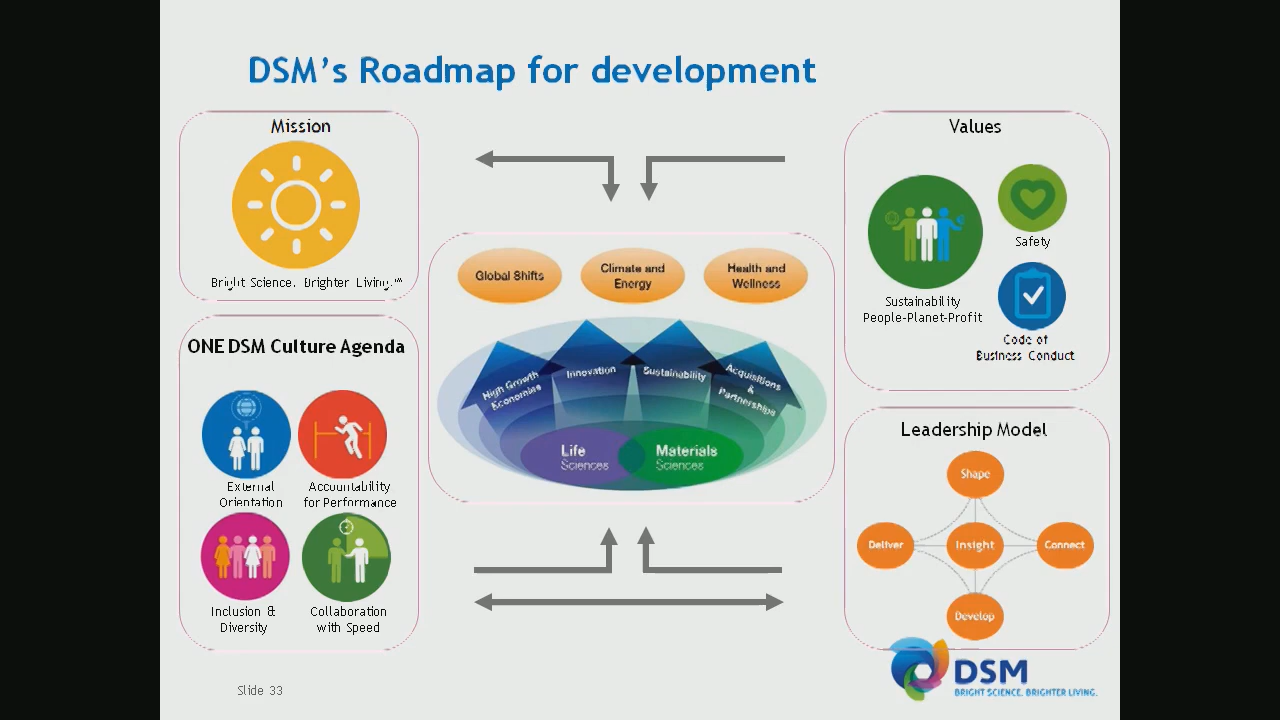 DSM's Roadmap for development
Mission
Bright Science. Brighter Living.™
ONE DSM Culture Agenda
External
Orientation
Accountability
for Performance
Inclusion &
Diversity
Collaboration
with Speed
Global Shifts
Climate and
Energy
Health and
Wellness
High Growth
Economies
Innovation
Sustainability
Acquisitions
&
Partnerships
Life
Sciences
Materials
Sciences
Values
Safety
Sustainability
People-Planet-Profit
Code of
Business Conduct
Leadership Model
Shape
Deliver
Insight
Connect
Develop
Slide 33
DSM
BRIGHT SCIENCE. BRIGHTER LIVING.